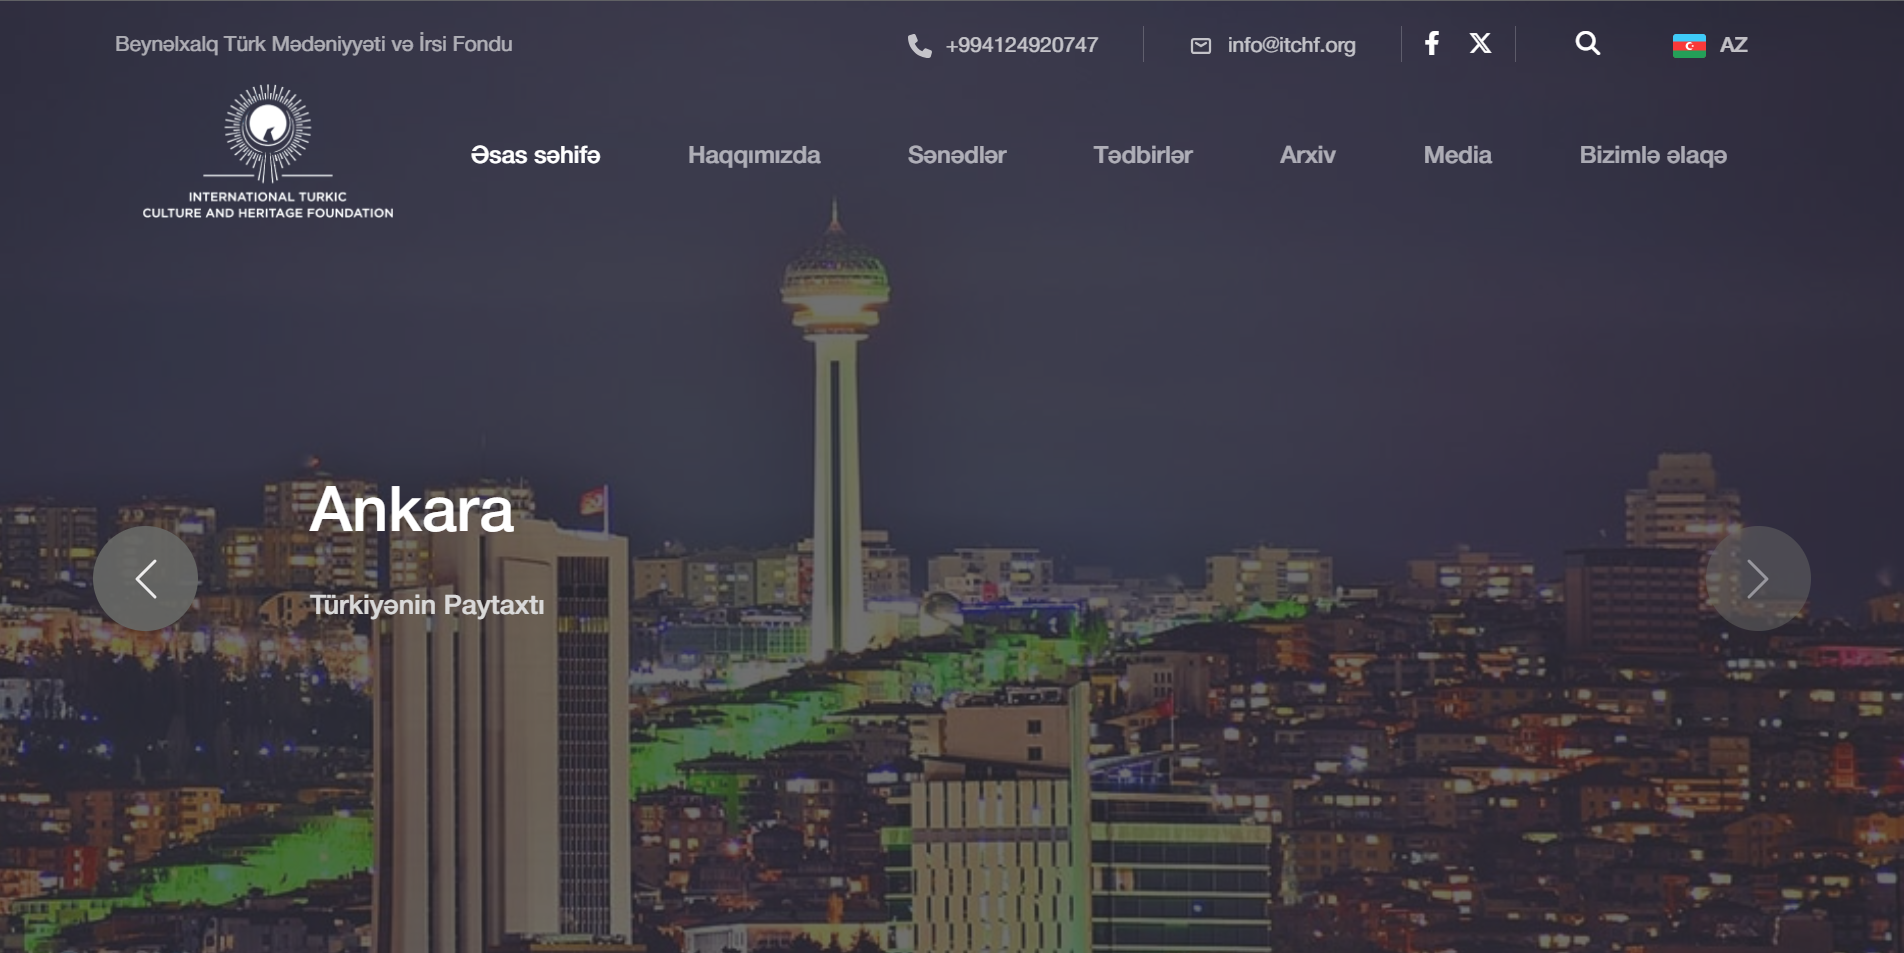 Beynəlxalq Türk Mədəniyyəti və İrsi Fondu
+994124920747
info@itchf.org
AZ
INTERNATIONAL TURKIC
CULTURE AND HERITAGE FOUNDATION
Əsas səhifə
Haqqımızda
Sənədlər
Tədbirlər
Arxiv
Media
Bizimlə əlaqə
Ankara
Türkiyənin Paytaxtı